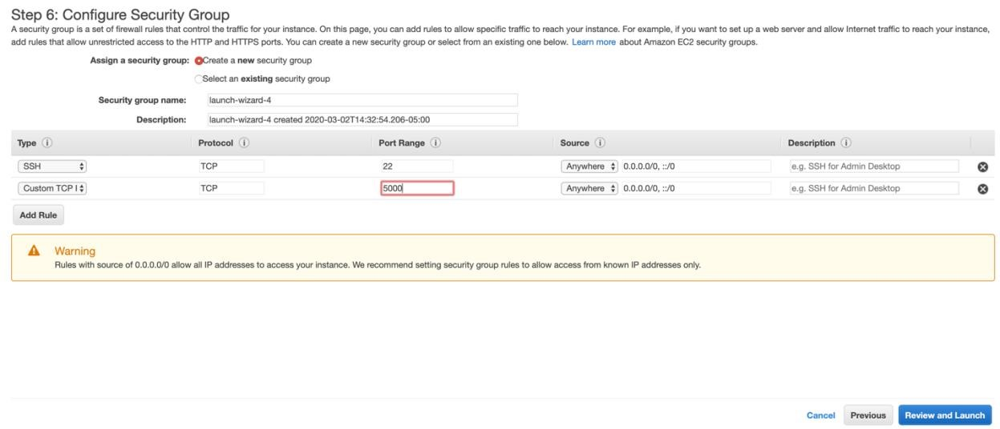 Step 6: Configure Security Group
A security group is a set of firewall rules that control the traffic for your instance. On this page, you can add rules to allow specific traffic to reach your instance. For example, if you want to set up a web server and allow Internet traffic to reach your instance,
add rules that allow unrestricted access to the HTTP and HTTPS ports. You can create a new security group or select from an existing one below. Learn more about Amazon EC2 security groups.
Assign a security group: Create a new security group
Select an existing security group
Security group name: launch-wizard-4
Description: launch-wizard-4 created 2020-03-02T14:32:54.206-05:00
Type i Protocol i Port Range i Source i Description i
SSH TCP 22 Anywhere 0.0.0.0/0, ::/0 e.g. SSH for Admin Desktop
Custom TCP TCP 5000 Anywhere 0.0.0.0/0, ::/0 e.g. SSH for Admin Desktop
Add Rule
Warning
Rules with source of 0.0.0.0/0 allow all IP addresses to access your instance. We recommend setting security group rules to allow access from known IP addresses only.
Cancel Previous Review and Launch